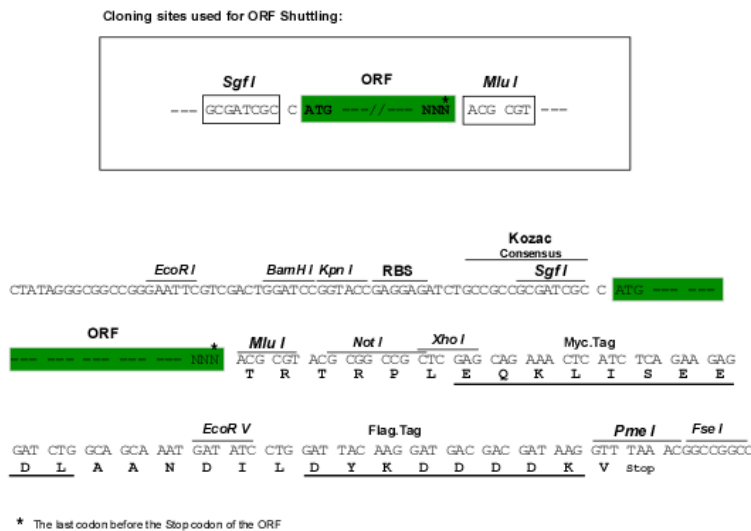 Cloning sites used for ORF Shuttling:
Sgf I ORF Mlu I
--- GCGATCGC C ATG ---//--- NNN* ACG CGT ---
Kozac
Consensus
EcoR I BamH I Kpn I RBS Sgf I
CTATAGGGCGGCCGGGAATTCGTCGACTGGATCCGGTACCGAGGAGATCTGCCGCCGCGATCGC C ATG --- ---
ORF
Mlu I Not I Xho I Myc.Tag
--- --- --- --- --- NNN* ACG CGT ACG CGG CCG CTC GAG CAG AAA CTC ATC TCA GAA GAG
T R T R P L E Q K L I S E E
EcoR V Flag.Tag Pme I Fse I
GAT CTG GCA GCA AAT GAT ATC CTG GAT TAC AAG GAT GAC GAC GAT AAG GTT TAA ACGGCCGGCC
D L A A N D I L D Y K D D D D K V Stop
* The last codon before the Stop codon of the ORF